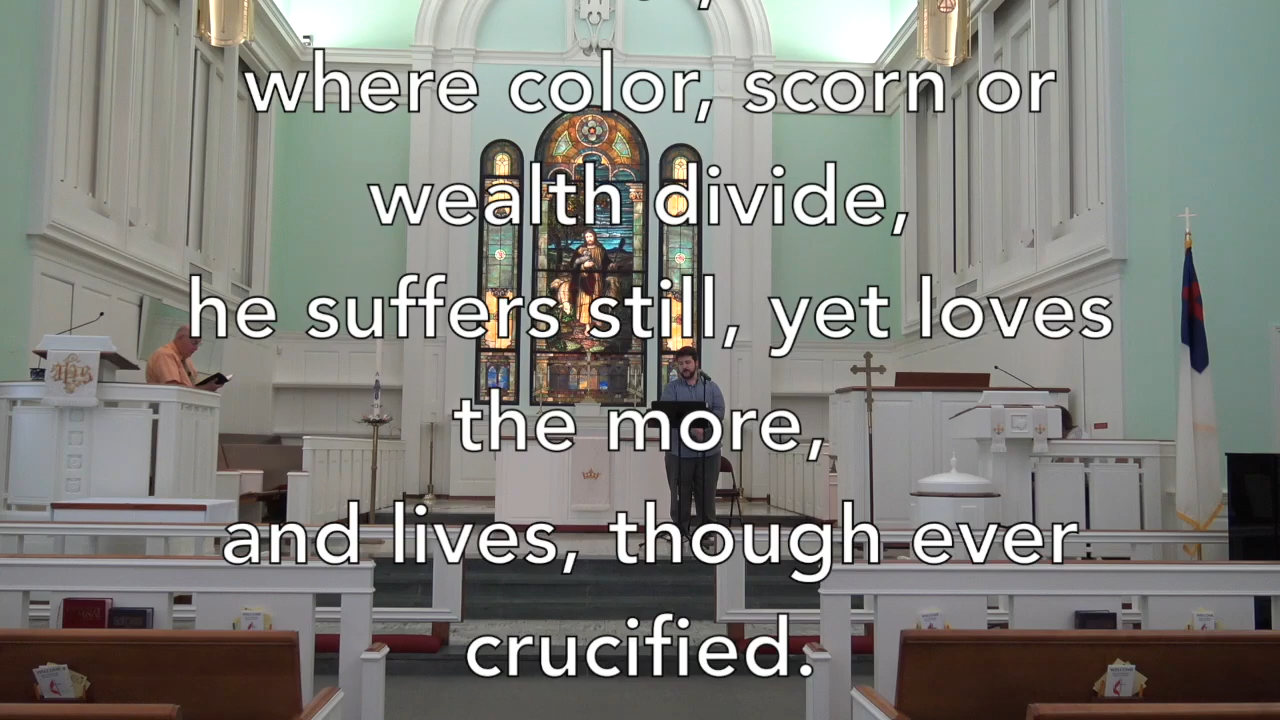 where color, scorn or
wealth divide,
he suffers still, yet loves
the more,
and lives, though ever
crucified.